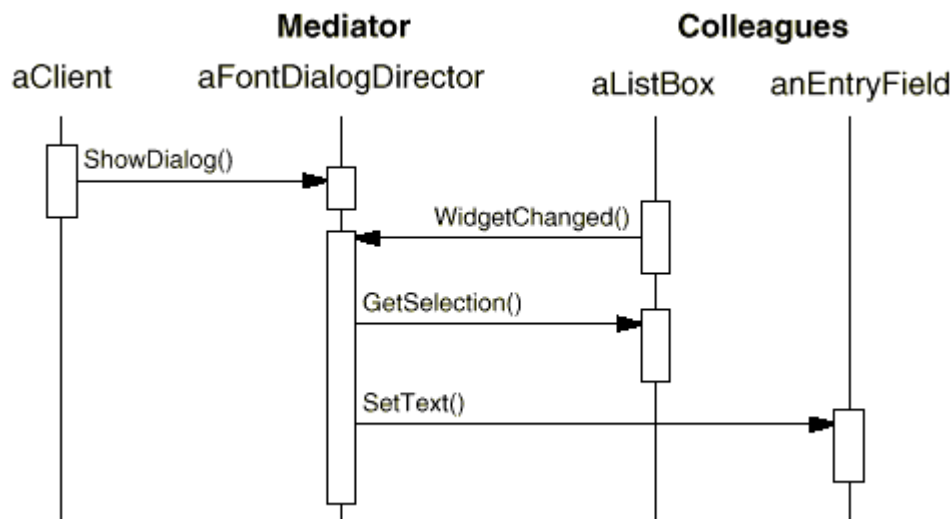 Mediator
Colleagues
aClient
aFontDialogDirector
aListBox
anEntryField
ShowDialog()
WidgetChanged()
GetSelection()
SetText()